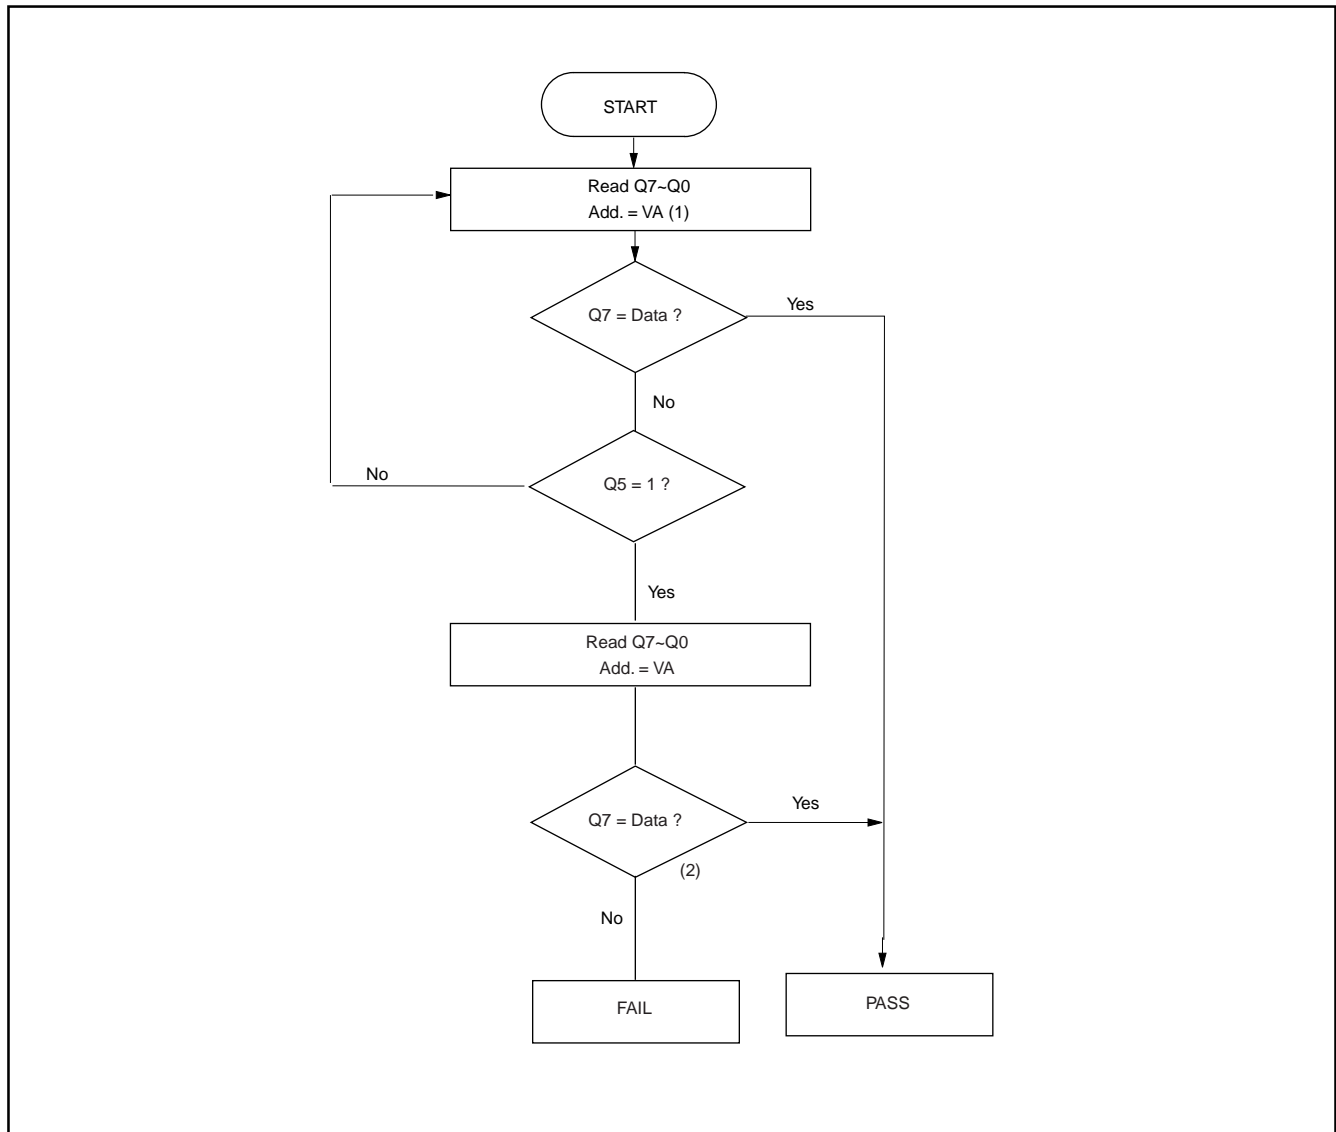 START
Read Q7~Q0
Add. = VA (1)
Q7 = Data ?
Yes
No
Q5 = 1 ?
No
Yes
Read Q7~Q0
Add. = VA
Q7 = Data ?
Yes
(2)
No
FAIL
PASS